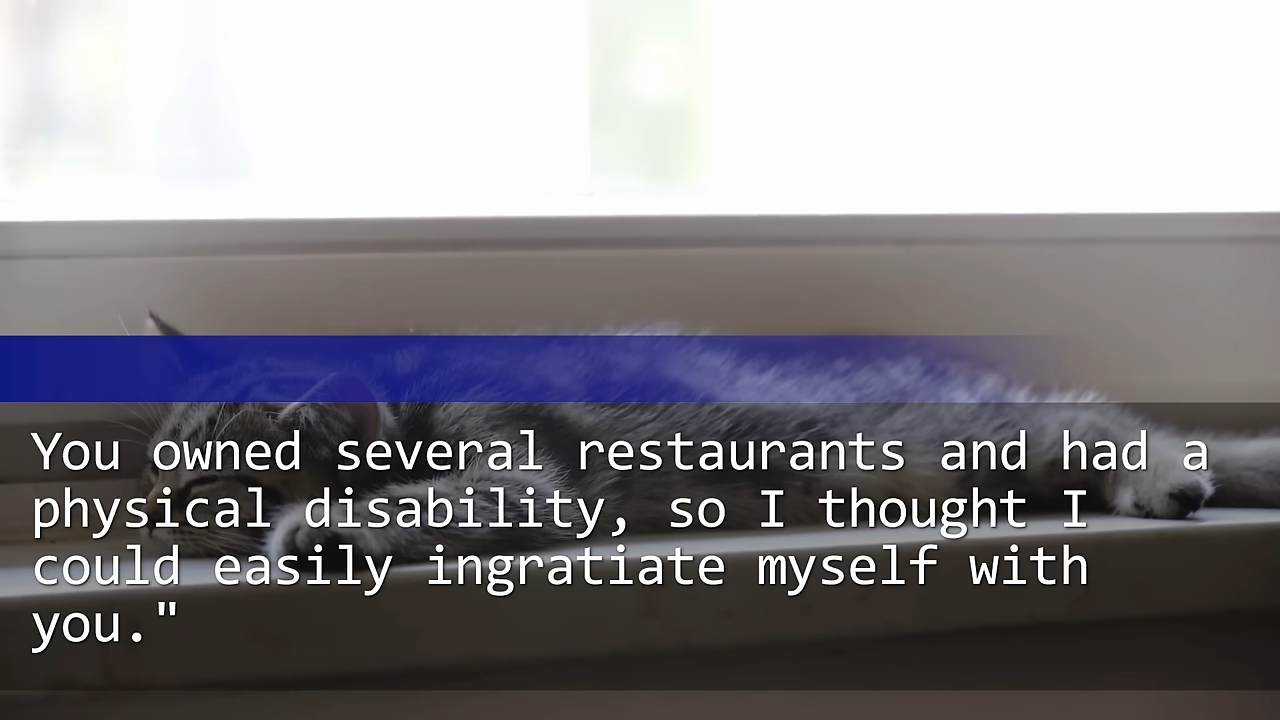 You owned several restaurants and had a
physical disability, so I thought I
could easily ingratiate myself with
you."